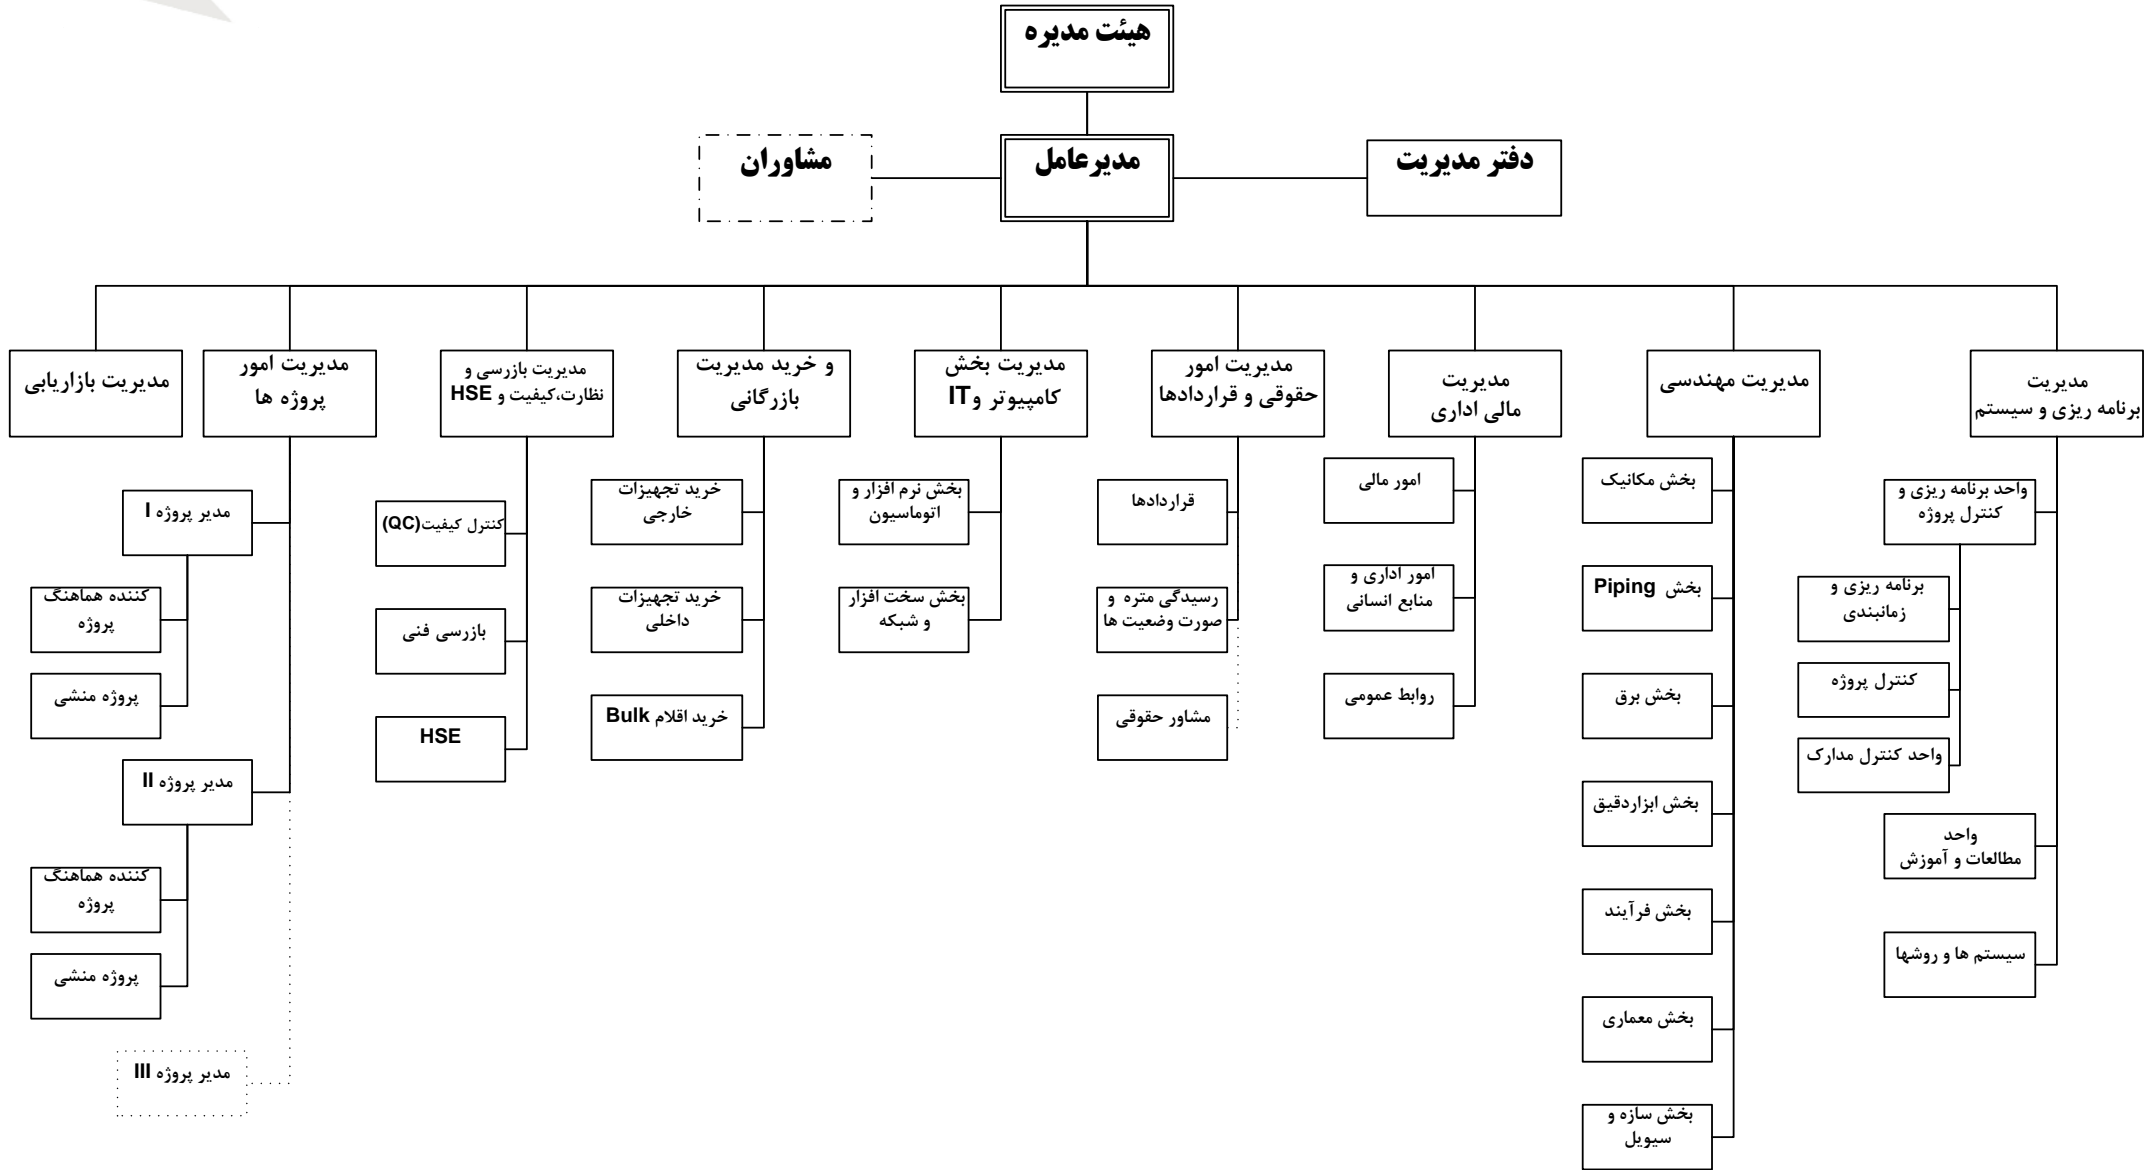 هیئت مدیره
دفتر مدیریت
مدیرعامل
مشاوران
مدیریت
برنامه ریزی و سیستم
مدیریت مهندسی
مدیریت
مالی اداری
مدیریت امور
حقوقی و قراردادها
مدیریت بخش
کامپیوتر و IT
و خرید مدیریت
بازرگانی
مدیریت بازرسی و
نظارت،کیفیت و HSE
مدیریت امور
پروژه ها
مدیریت بازاریابی
واحد برنامه ریزی و
کنترل پروژه
برنامه ریزی و
زمانبندی
کنترل پروژه
واحد کنترل مدارک
واحد
مطالعات و آموزش
سیستم ها و روشها
بخش مکانیک
بخش Piping
بخش برق
بخش ابزاردقیق
بخش فرآیند
بخش معماری
بخش سازه و
سیویل
امور مالی
امور اداری و
منابع انسانی
روابط عمومی
قراردادها
رسیدگی متره و
صورت وضعیت ها
مشاور حقوقی
بخش نرم افزار و
اتوماسیون
بخش سخت افزار
و شبکه
خرید تجهیزات
خارجی
خرید تجهیزات
داخلی
خرید اقلام Bulk
کنترل کیفیت(QC)
بازرسی فنی
HSE
مدیر پروژه I
کننده هماهنگ
پروژه
پروژه منشی
مدیر پروژه II
کننده هماهنگ
پروژه
پروژه منشی
مدیر پروژه III